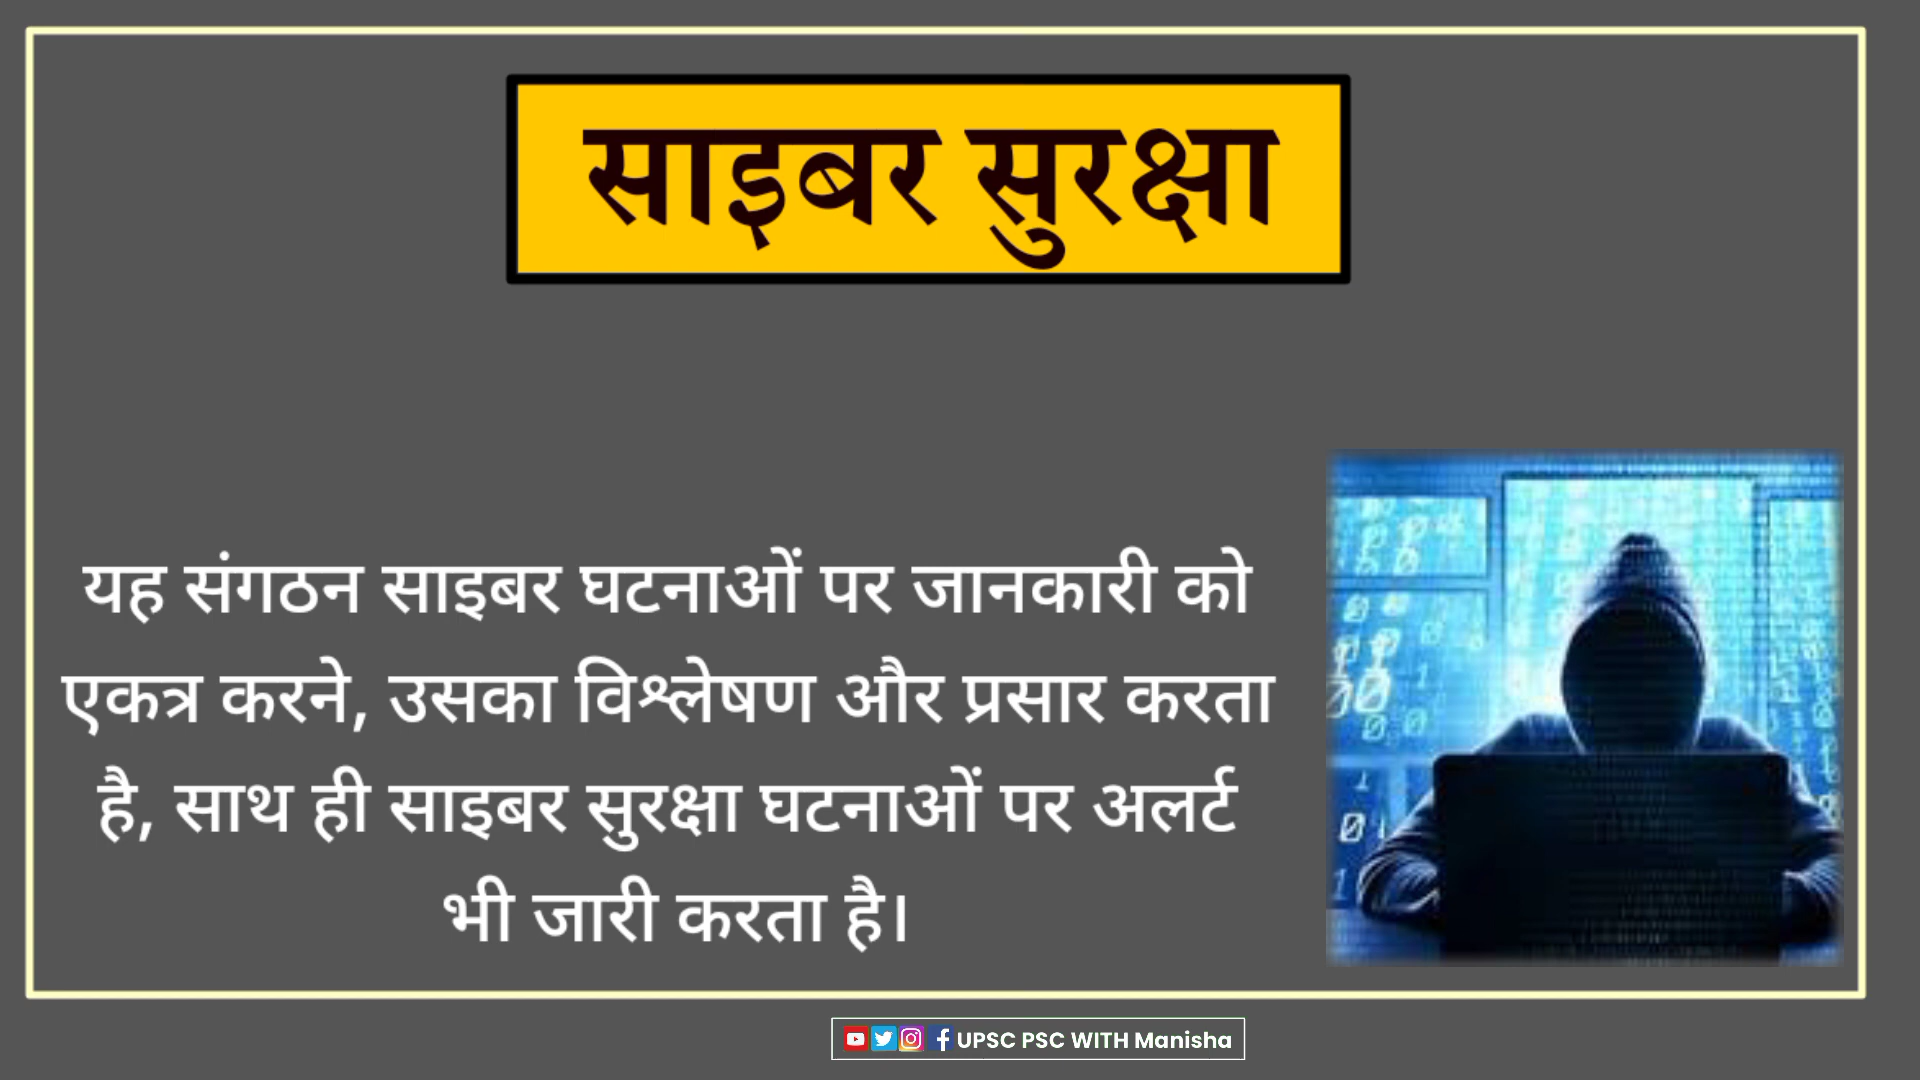 साइबर सुरक्षा
यह संगठन साइबर घटनाओं पर जानकारी को
एकत्र करने, उसका विश्लेषण और प्रसार करता
है, साथ ही साइबर सुरक्षा घटनाओं पर अलर्ट
भी जारी करता है।
UPSC PSC WITH Manisha